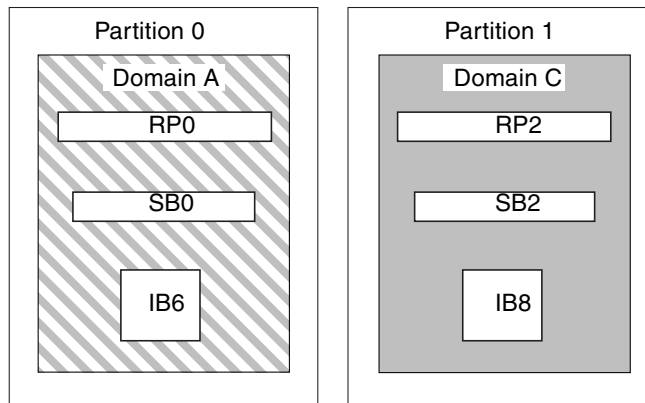 Partition 0
Domain A
RP0
SB0
IB6
Partition 1
Domain C
RP2
SB2
IB8